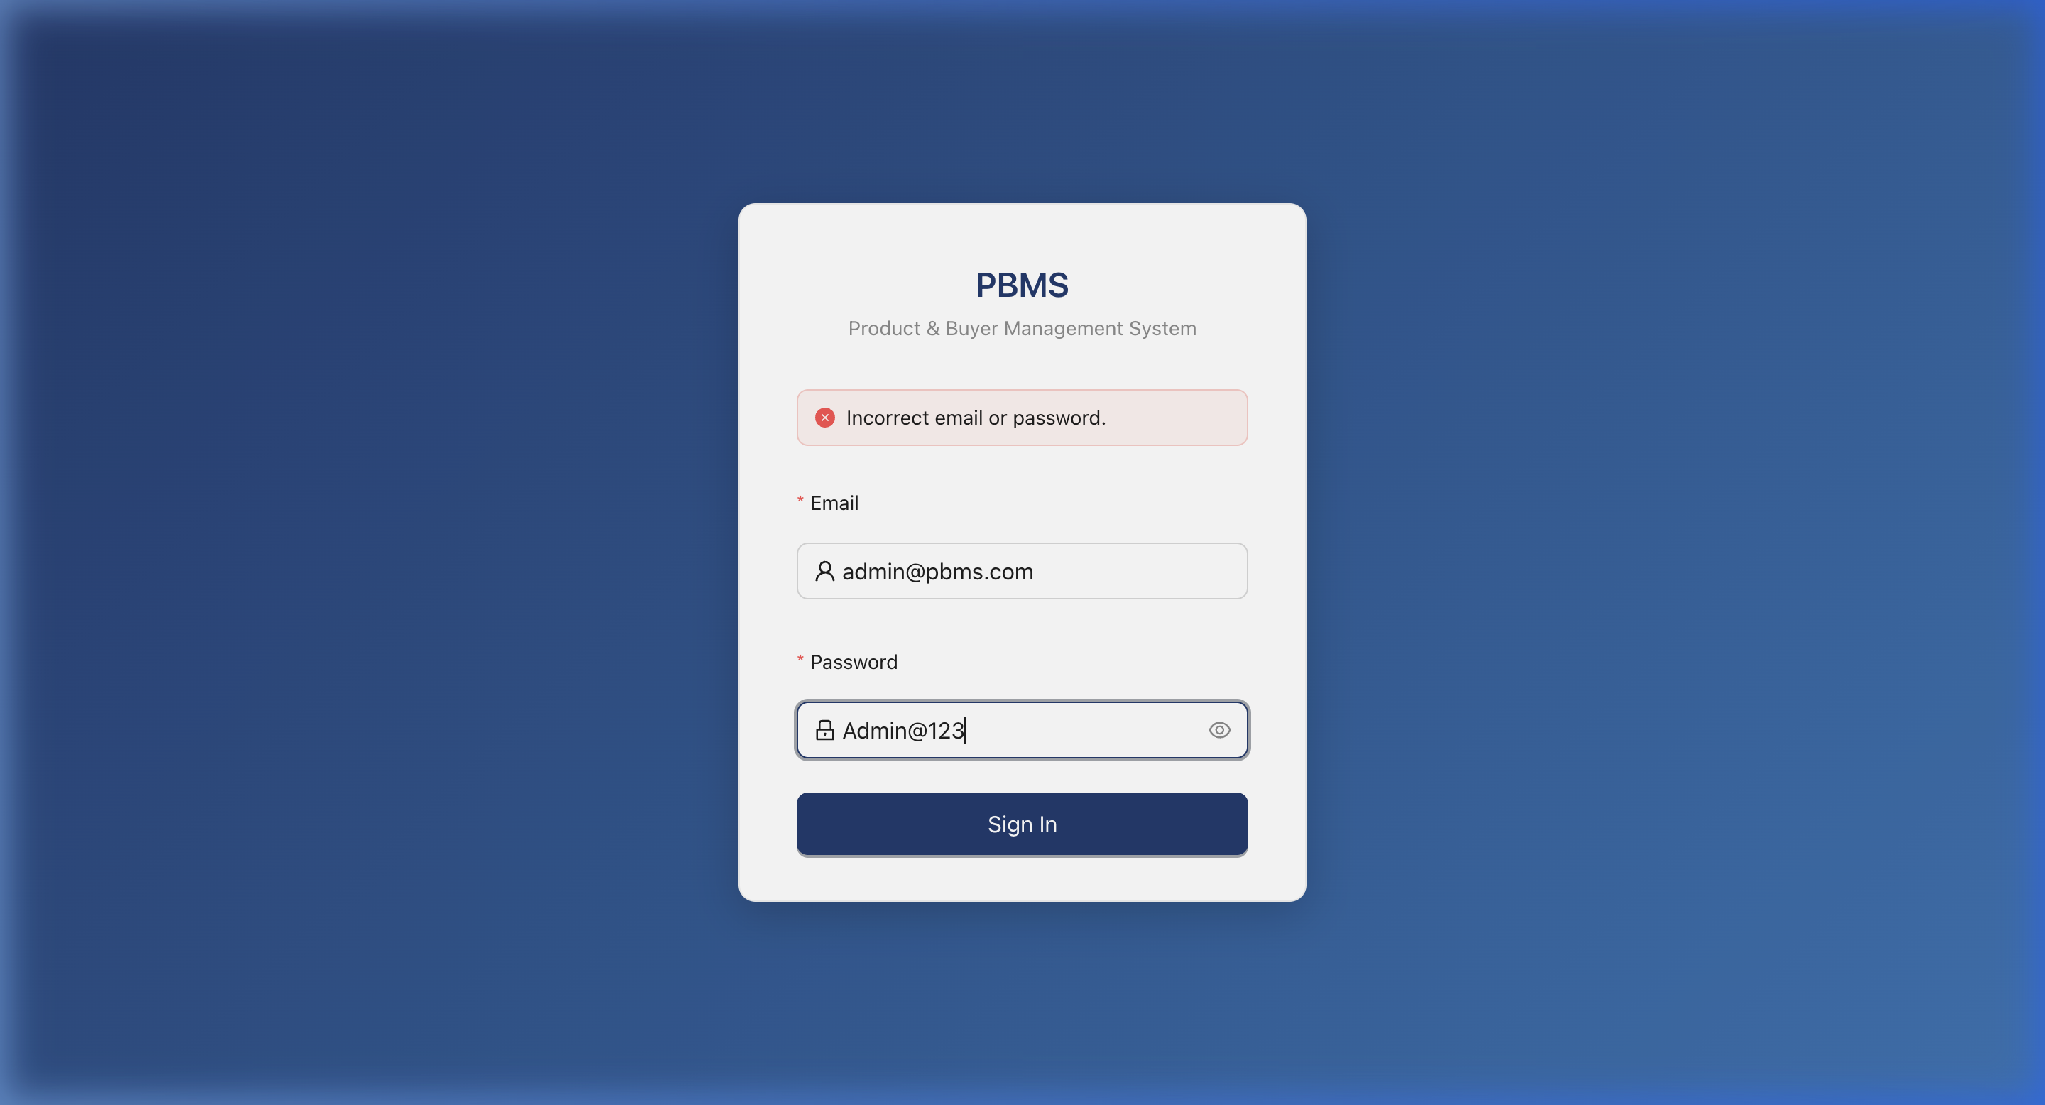 PBMS
Product & Buyer Management System
Incorrect email or password.
* Email
admin@pbms.com
* Password
Admin@123
Sign In